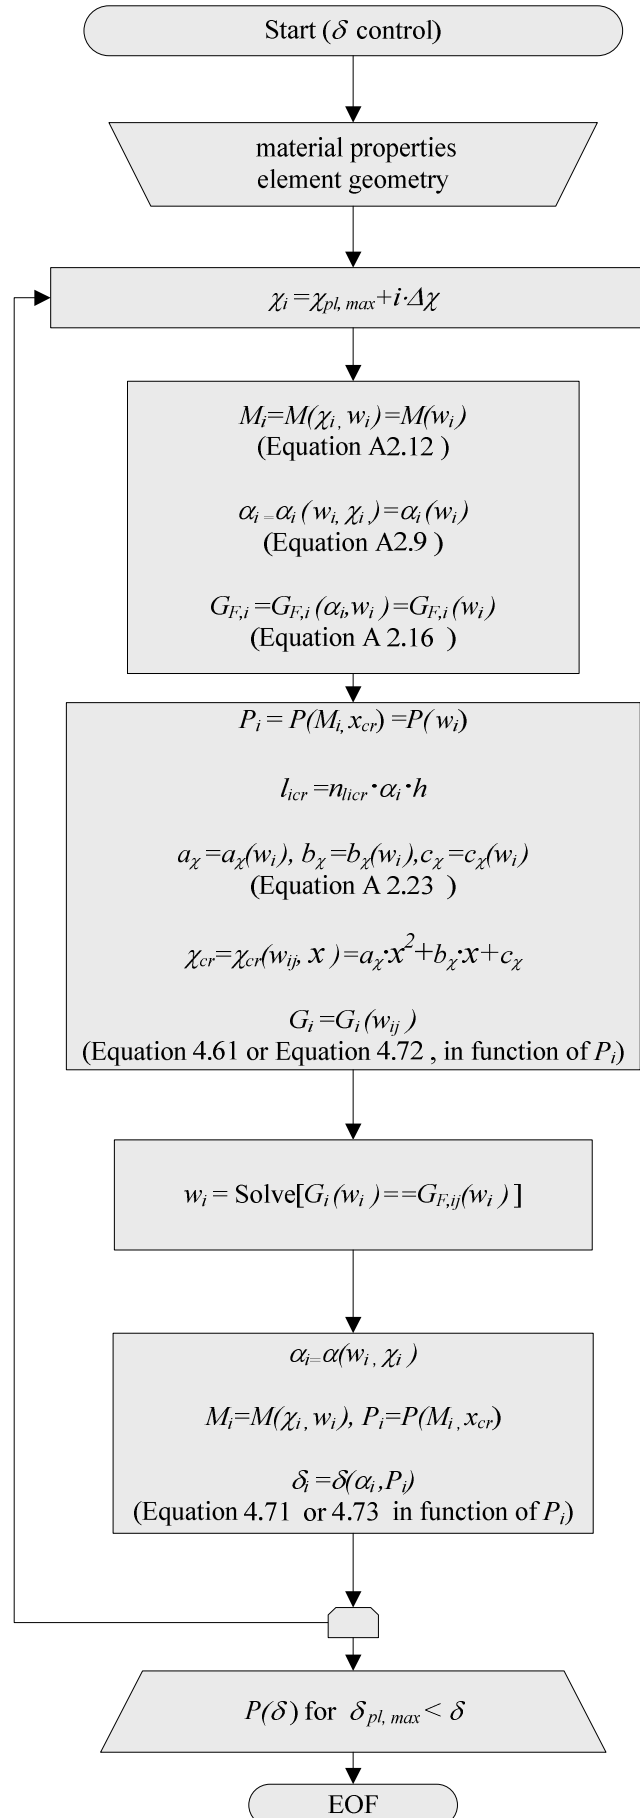 Start (δ control)
material properties
element geometry
χi=χpl, max+i·Δχ
Mi=M(χi, wi)=M(wi)
(Equation A2.12 )
αi=αi(wi, χi,)=αi(wi)
(Equation A2.9 )
GF,i=GF,i(αi,wi)=GF,i(wi)
(Equation A 2.16 )
Pi = P(Mi, xcr) =P(wi)
licr =nlicr·αi·h
aχ=aχ(wi), bχ=bχ(wi),cχ=cχ(wi)
(Equation A 2.23 )
χcr=χcr(wij, x )=aχ·x²+bχ·x+cχ
Gi =Gi(wij)
(Equation 4.61 or Equation 4.72 , in function of Pi)
wi = Solve[Gi(wi )==GF,ij(wi) ]
αi=α(wi, χi )
Mi=M(χi, wi), Pi=P(Mi, xcr)
δi =δ(αi,Pi)
(Equation 4.71 or 4.73 in function of Pi)
P(δ) for δpl, max< δ
EOF